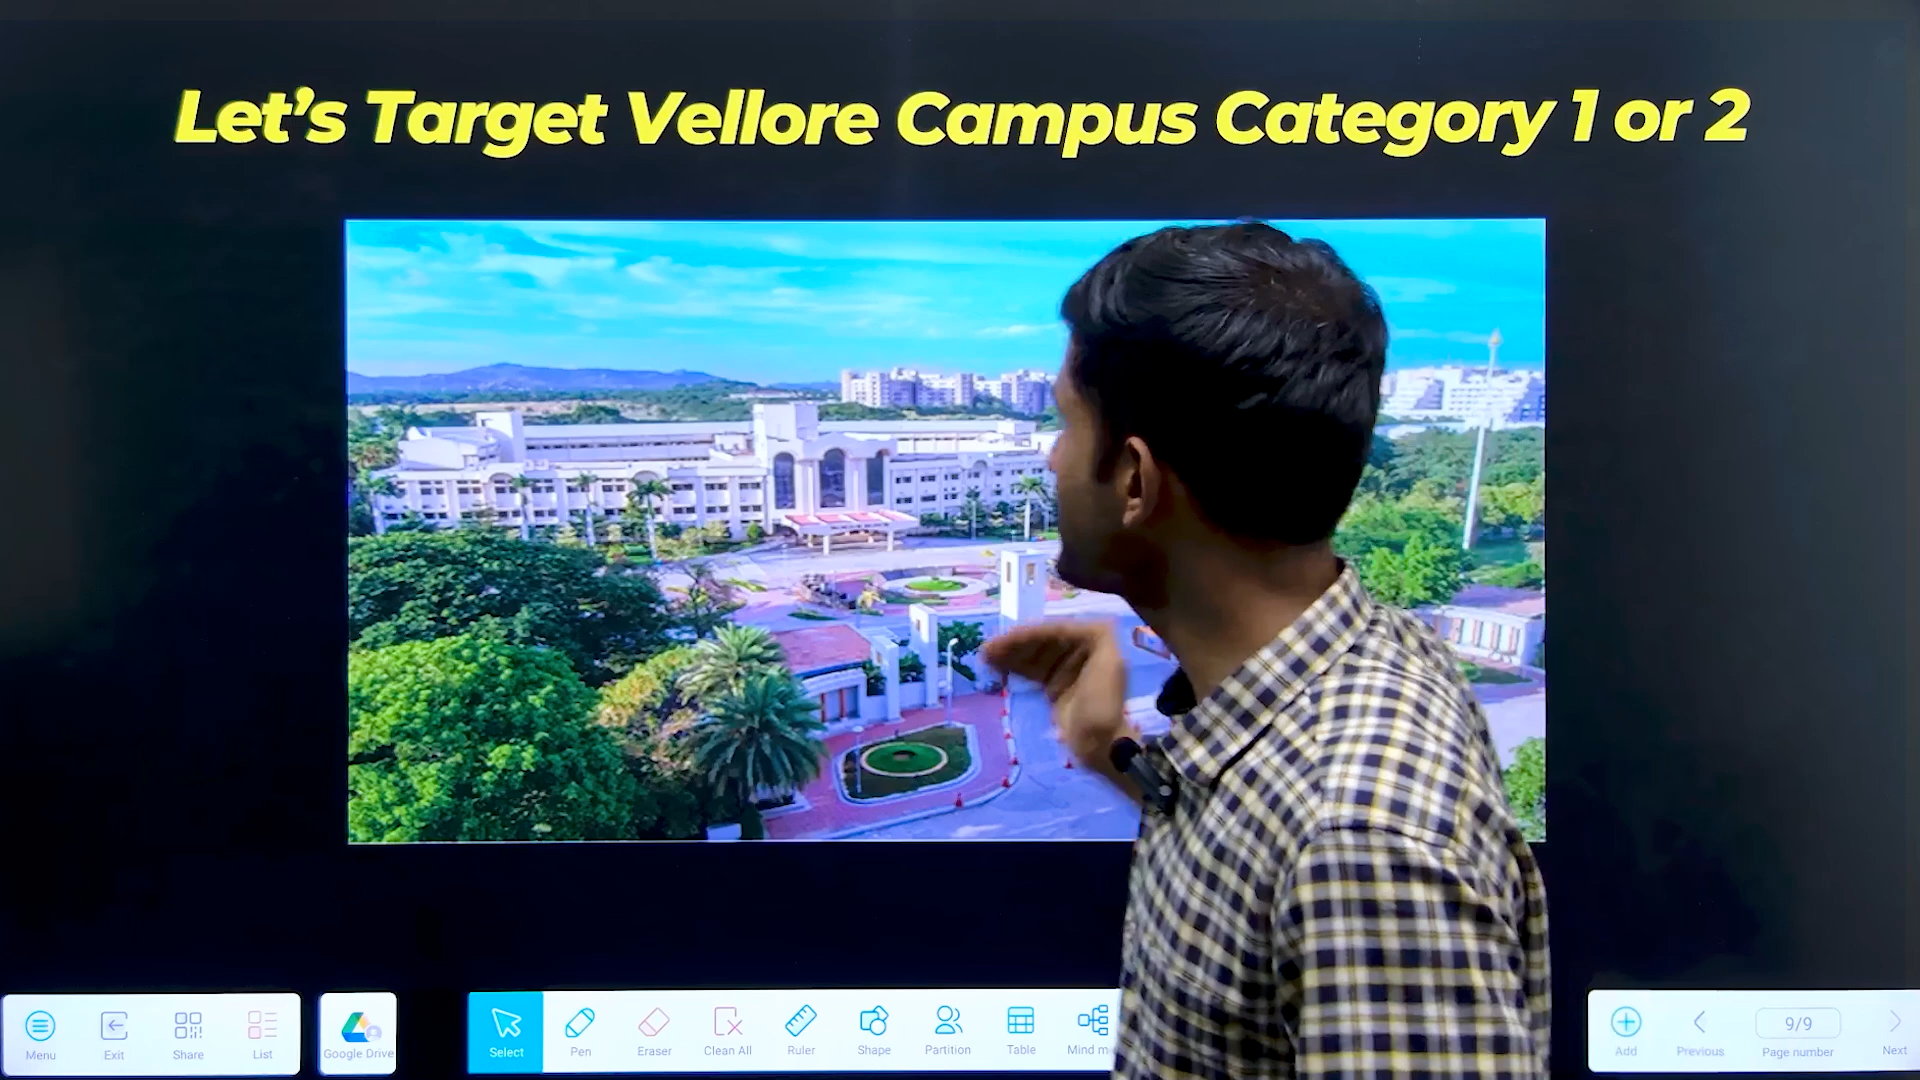 Let's Target Vellore Campus Category 1 or 2
Menu
Exit
Share
List
Google Drive
Select
Pen
Eraser
Clean All
Ruler
Shape
Partition
Table
Mind m
Add
Previous
9/9
Page number
Next